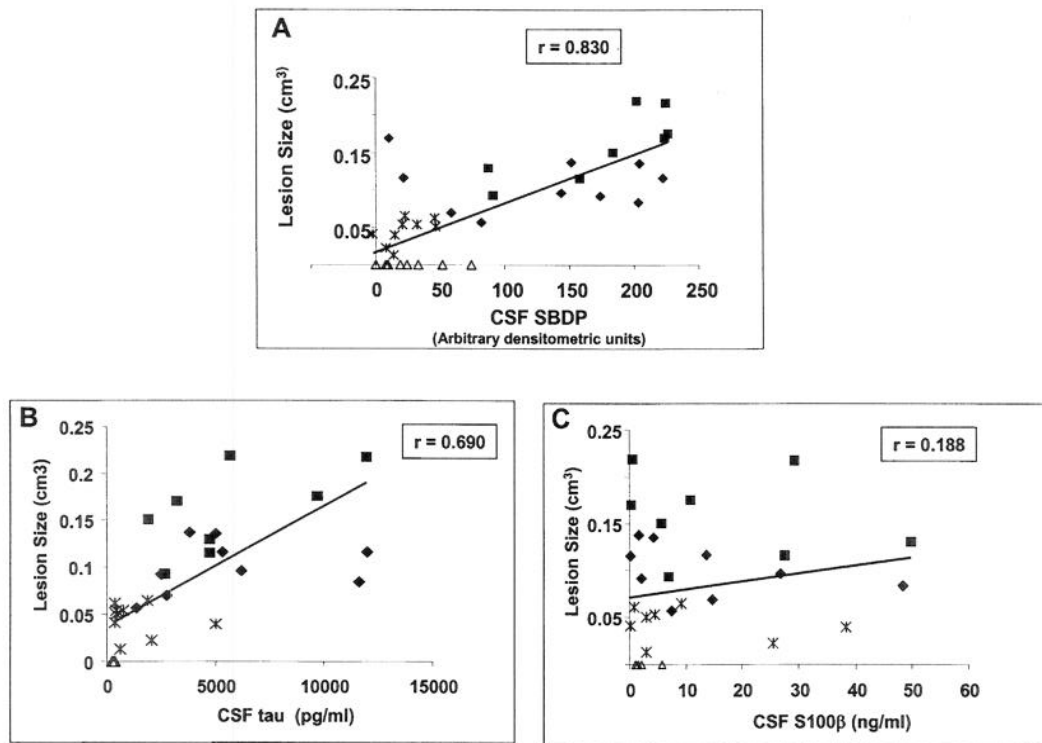 A
r = 0.830
Lesion Size (cm³)
0.25
0.15
0.05
0 50 100 150 200 250
CSF SBDP
(Arbitrary densitometric units)
B
r = 0.690
Lesion Size (cm3)
0.25
0.2
0.15
0.1
0.05
0
0 5000 10000 15000
CSF tau (pg/ml)
C
r = 0.188
Lesion Size (cm³)
0.25
0.15
0.05
0 10 20 30 40 50 60
CSF S100β (ng/ml)